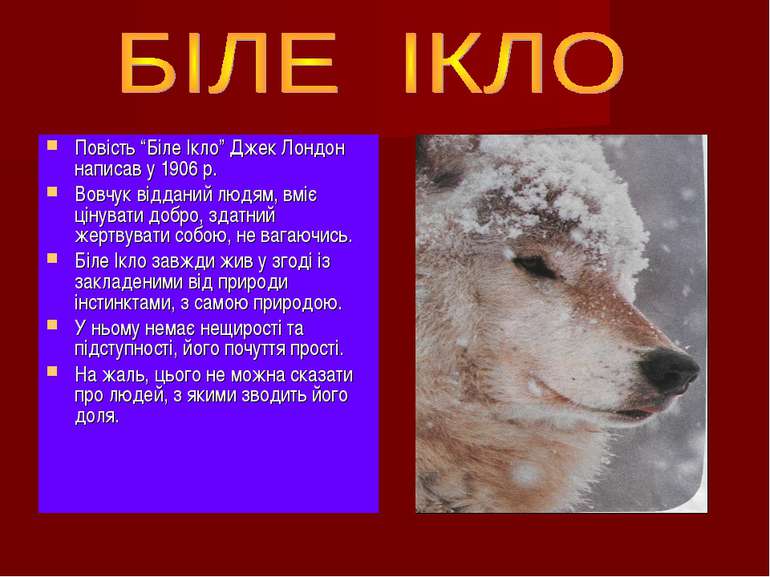 БІЛЕ ІКЛО
Повість “Біле Ікло” Джек Лондон
написав у 1906 р.
Вовчук відданий людям, вміє
цінувати добро, здатний
жертвувати собою, не вагаючись.
Біле Ікло завжди жив у згоді із
закладеними від природи
інстинктами, з самою природою.
У ньому немає нещирості та
підступності, його почуття прості.
На жаль, цього не можна сказати
про людей, з якими зводить його
доля.